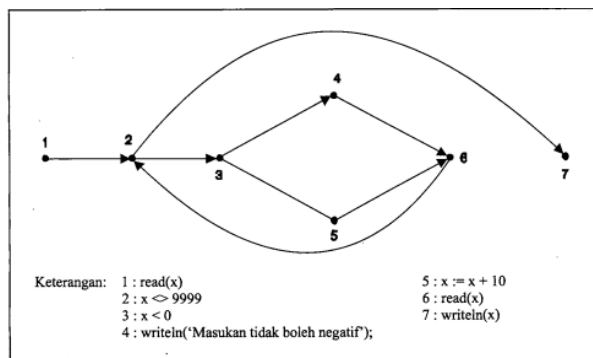 4
1
2
3
6
7
5
Keterangan: 1 : read(x)
2 : x <> 9999
3 : x < 0
4 : writeln('Masukan tidak boleh negatif');
5 : x := x + 10
6 : read(x)
7 : writeln(x)